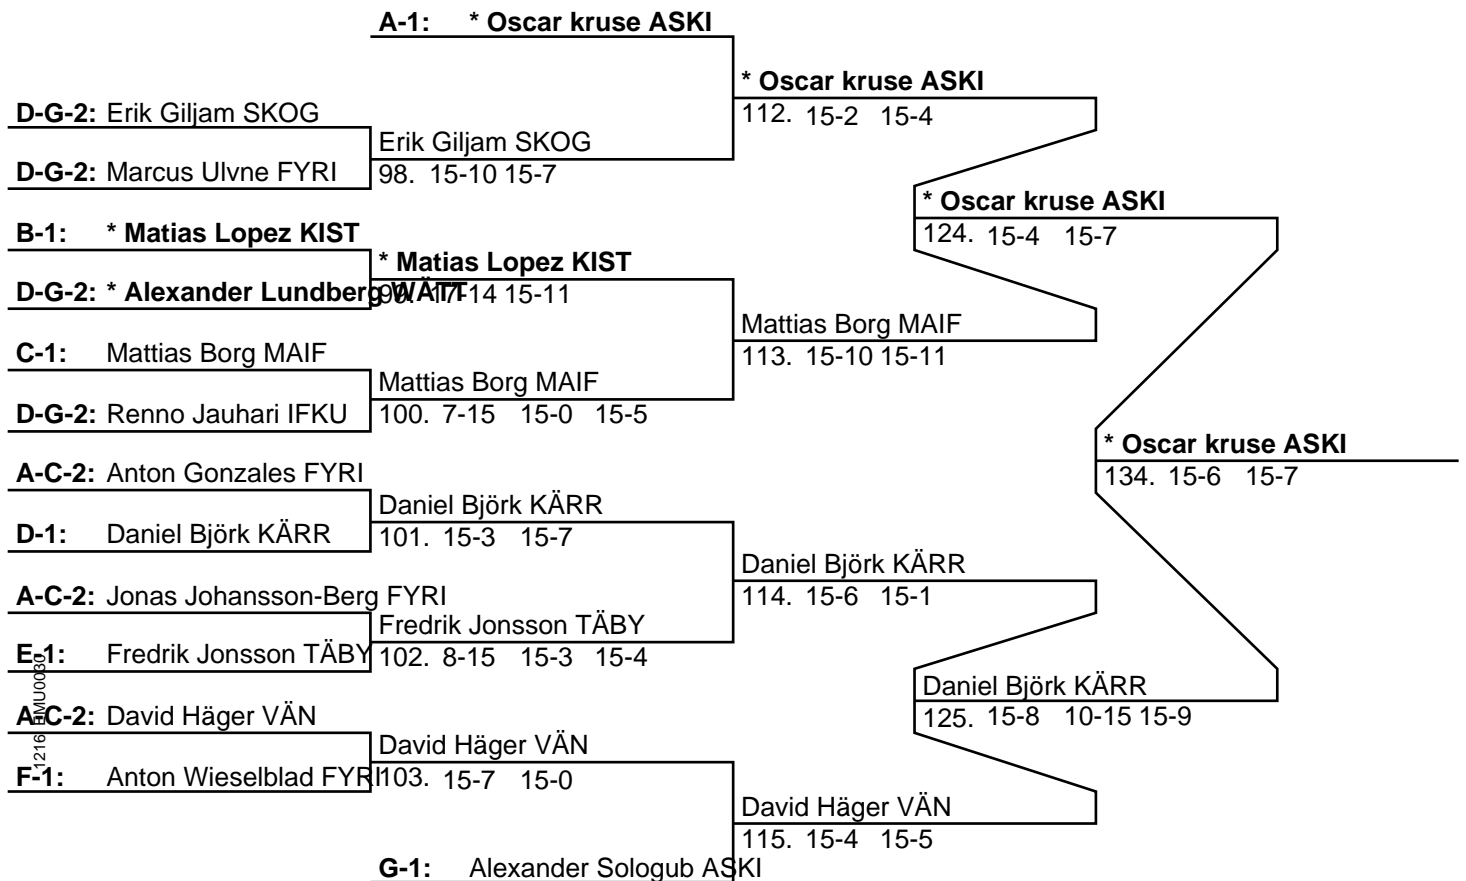 A-1: * Oscar kruse ASKI
* Oscar kruse ASKI
D-G-2: Erik Giljam SKOG
112. 15-2 15-4
Erik Giljam SKOG
D-G-2: Marcus Ulvne FYRI
98. 15-10 15-7
* Oscar kruse ASKI
B-1: * Matias Lopez KIST
124. 15-4 15-7
* Matias Lopez KIST
D-G-2: * Alexander Lundberg WÄTT
99. 17-14 15-11
Mattias Borg MAIF
C-1: Mattias Borg MAIF
113. 15-10 15-11
Mattias Borg MAIF
D-G-2: Renno Jauhari IFKU
100. 7-15 15-0 15-5
* Oscar kruse ASKI
A-C-2: Anton Gonzales FYRI
134. 15-6 15-7
Daniel Björk KÄRR
D-1: Daniel Björk KÄRR
101. 15-3 15-7
Daniel Björk KÄRR
A-C-2: Jonas Johansson-Berg FYRI
114. 15-6 15-1
Fredrik Jonsson TÄBY
E-1: Fredrik Jonsson TÄBY
102. 8-15 15-3 15-4
Daniel Björk KÄRR
A-C-2: David Häger VÄN
125. 15-8 10-15 15-9
David Häger VÄN
F-1: Anton Wieselblad FYRI
103. 15-7 15-0
David Häger VÄN
115. 15-4 15-5
G-1: Alexander Sologub ASKI